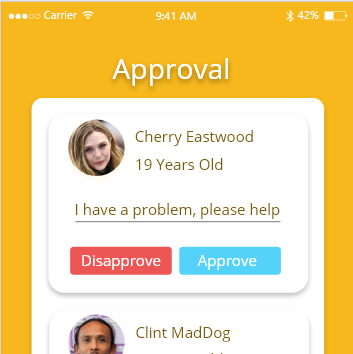 Carrier 9:41 AM 42%
Approval
Cherry Eastwood
19 Years Old
I have a problem, please help
Disapprove Approve
Clint MadDog